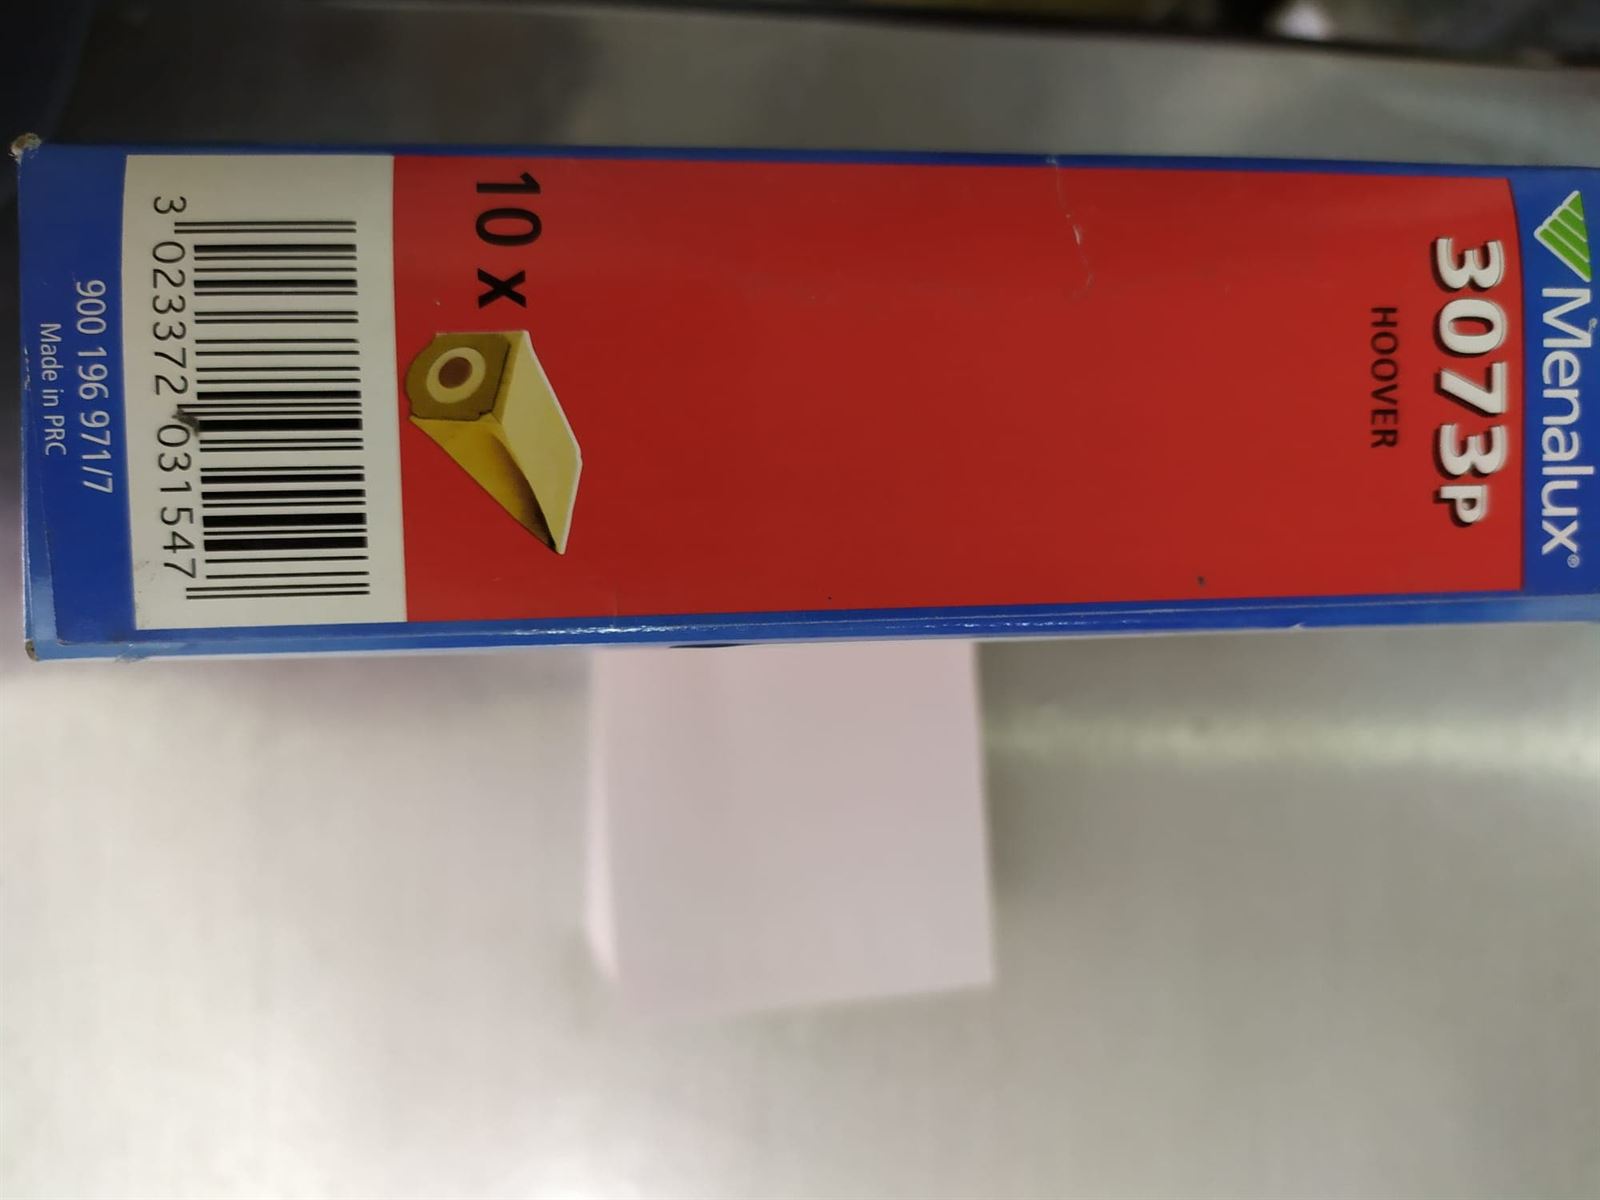 Menalux®
3073P
HOOVER
10 x
3 023372 031547
900 196 971/7
Made in PRC